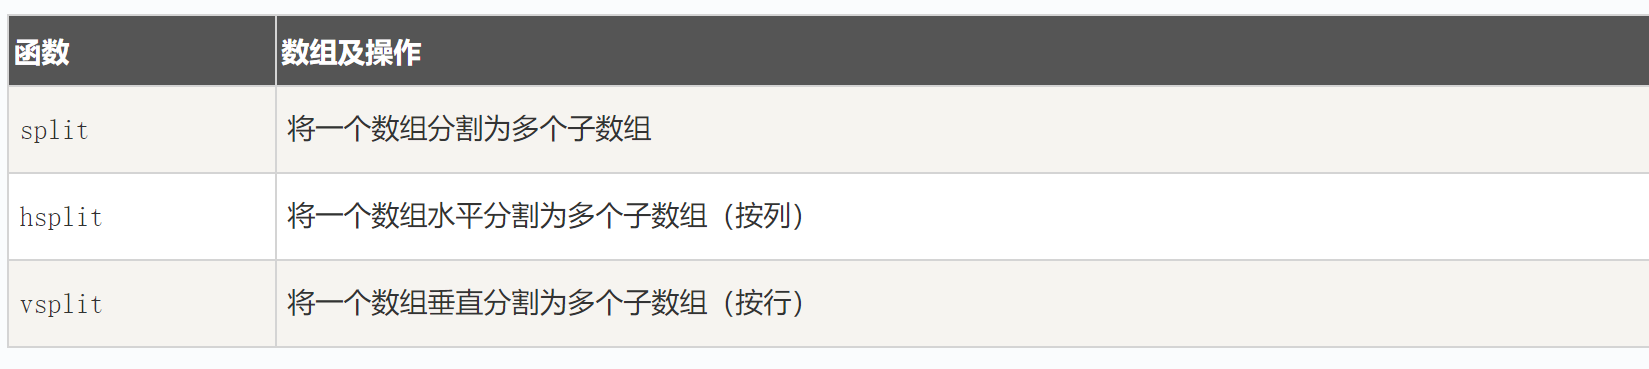 函数 数组及操作
split 将一个数组分割为多个子数组
hsplit 将一个数组水平分割为多个子数组（按列）
vsplit 将一个数组垂直分割为多个子数组（按行）